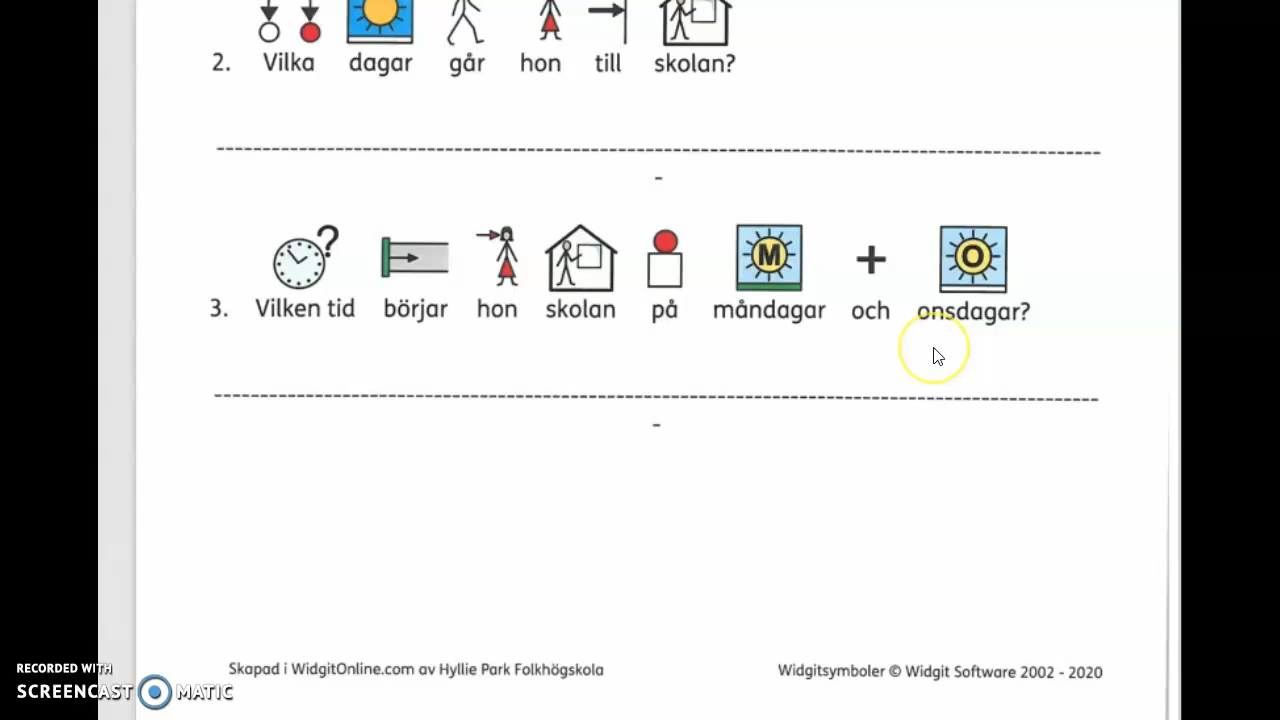 2. Vilka dagar går hon till skolan?
-
?
M + O
3. Vilken tid börjar hon skolan på måndagar och onsdagar?
-
Skapad i WidgitOnline.com av Hyllie Park Folkhögskola
Widgitsymboler © Widgit Software 2002 - 2020
RECORDED WITH
SCREENCAST MATIC